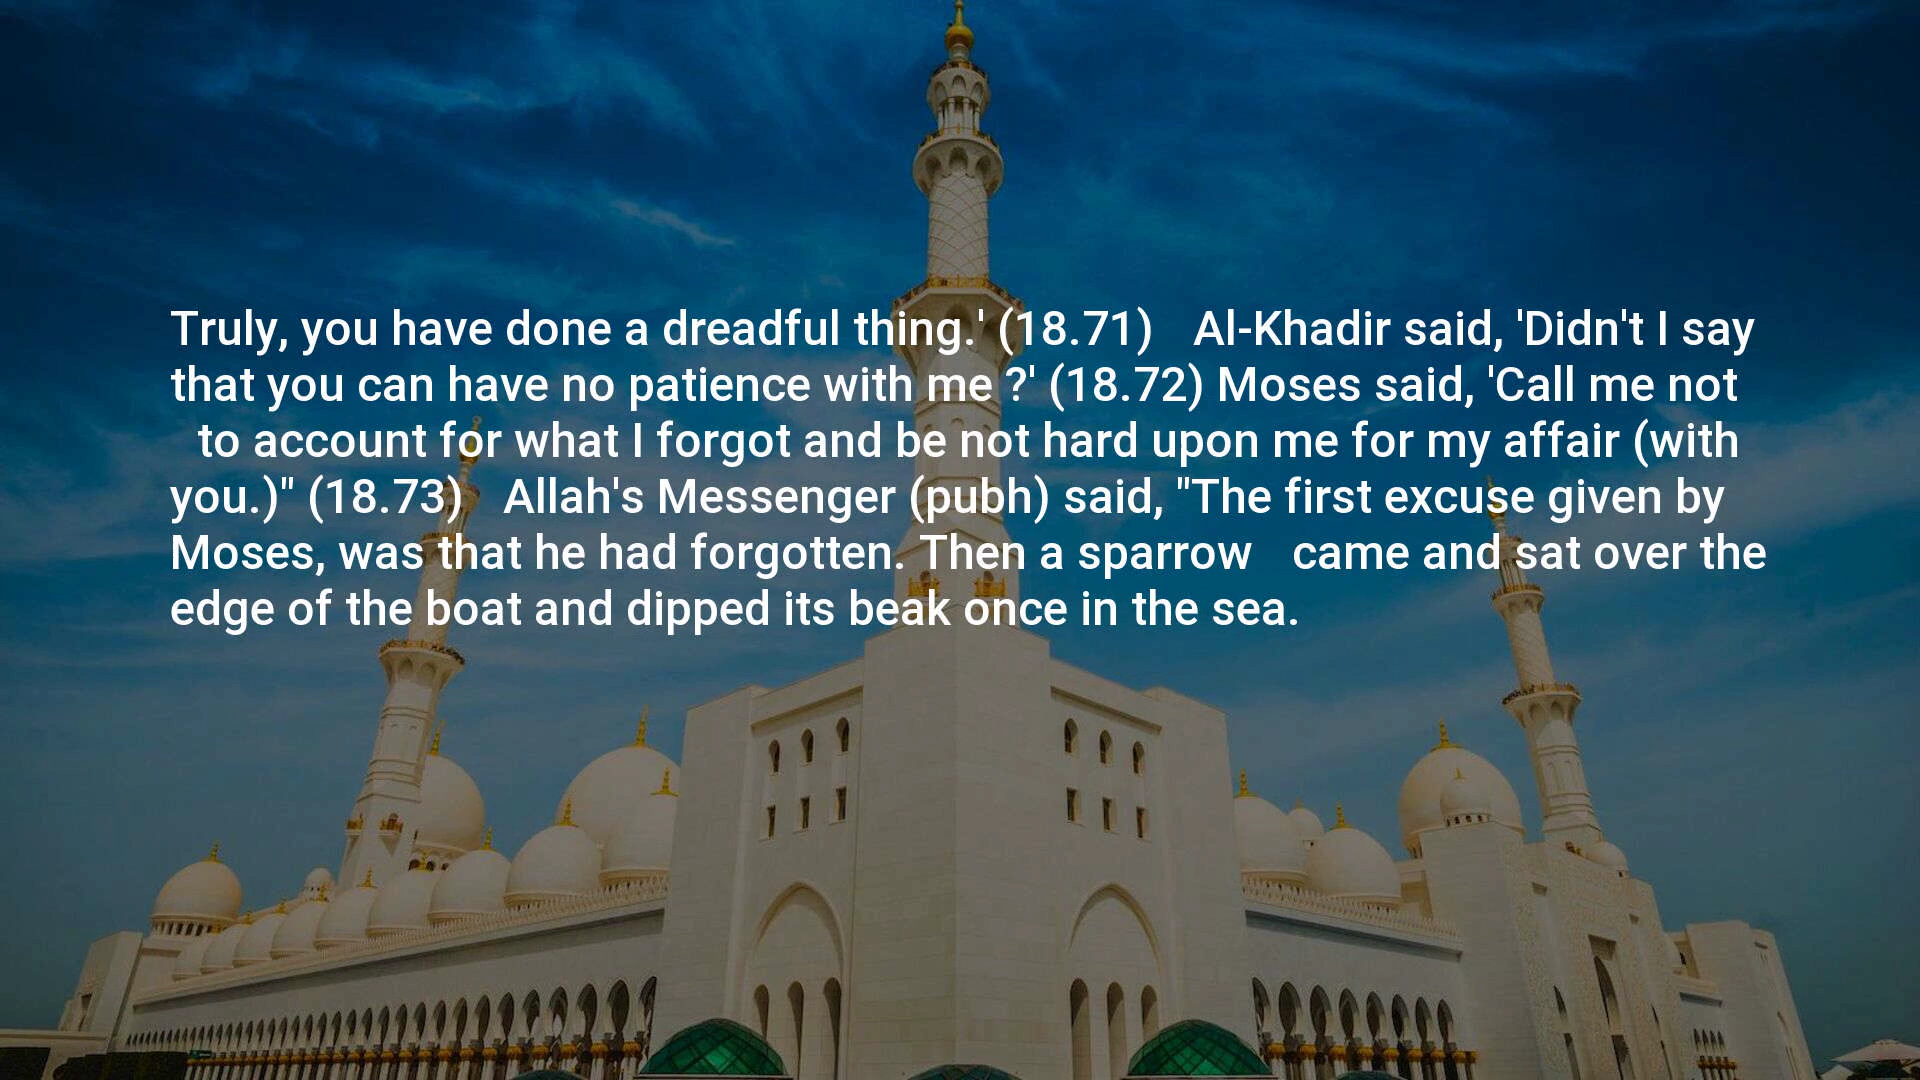 Truly, you have done a dreadful thing.' (18.71)   Al-Khadir said, 'Didn't I say
that you can have no patience with me ?' (18.72) Moses said, 'Call me not
to account for what I forgot and be not hard upon me for my affair (with
you.)" (18.73)   Allah's Messenger (pubh) said, "The first excuse given by
Moses, was that he had forgotten. Then a sparrow   came and sat over the
edge of the boat and dipped its beak once in the sea.